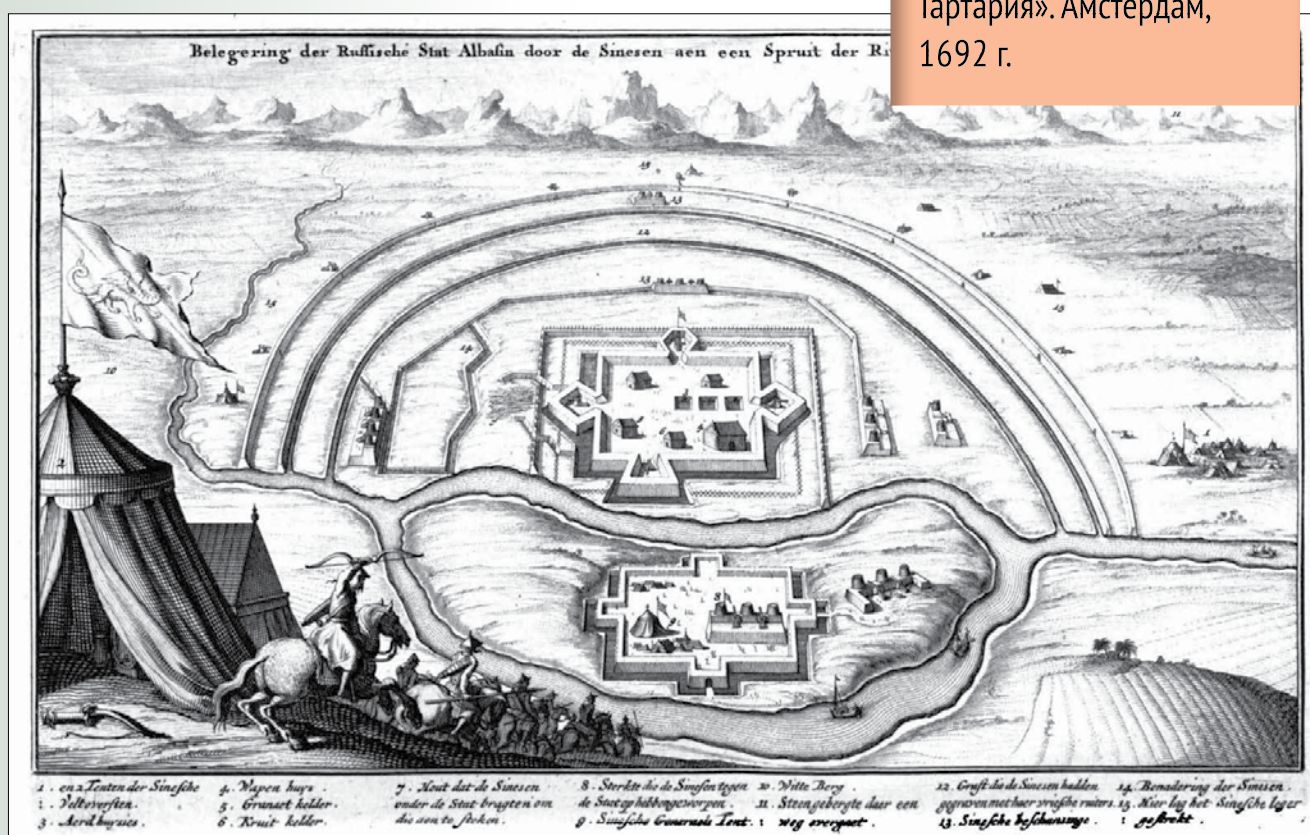 Тартария». Амстердам,
1692 г.
Belegering der Russische Stat Albasin door de Sinesen aen een Spruit der
1. en 2 Tenten der Sinesche
: Veltoversten.
3. Aerd huysies.
4. Wapen huys.
5. Granaet kelder.
6. Kruit kelder.
7. Hout dat de Sinesen
onder de Stat bragten om
die aen te steken.
8. Sterkte die de Sinesen tegen
de Stat op hebben geworpen.
9. Sinesche Generaels Tent.
10. Witte Berg.
11. Steengebergte daer een
: weg overgaet.
12. Gruft die de Sinesen hadden
gegraven met haer vriesche ruiters.
13. Sinesche beschansinge.
14. Benadering der Sinesen.
15. Hier lag het Sinesche leger
: gestrekt.